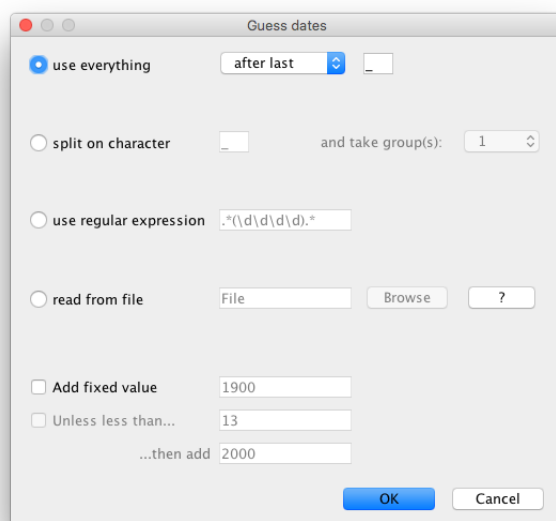 Guess dates
use everything after last _
split on character _ and take group(s): 1
use regular expression .*(\d\d\d\d).*
read from file File Browse ?
Add fixed value 1900
Unless less than... 13
...then add 2000
OK Cancel